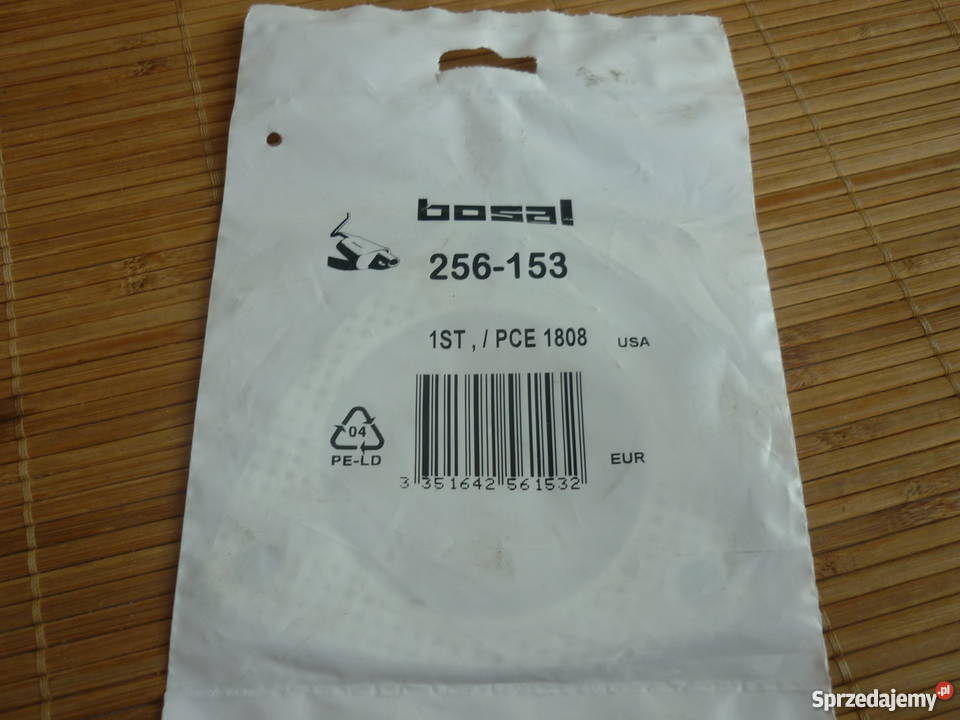 bosal
256-153
1ST , / PCE 1808 USA
04
PE-LD
EUR
3 351642 561532
Sprzedajemy.pl